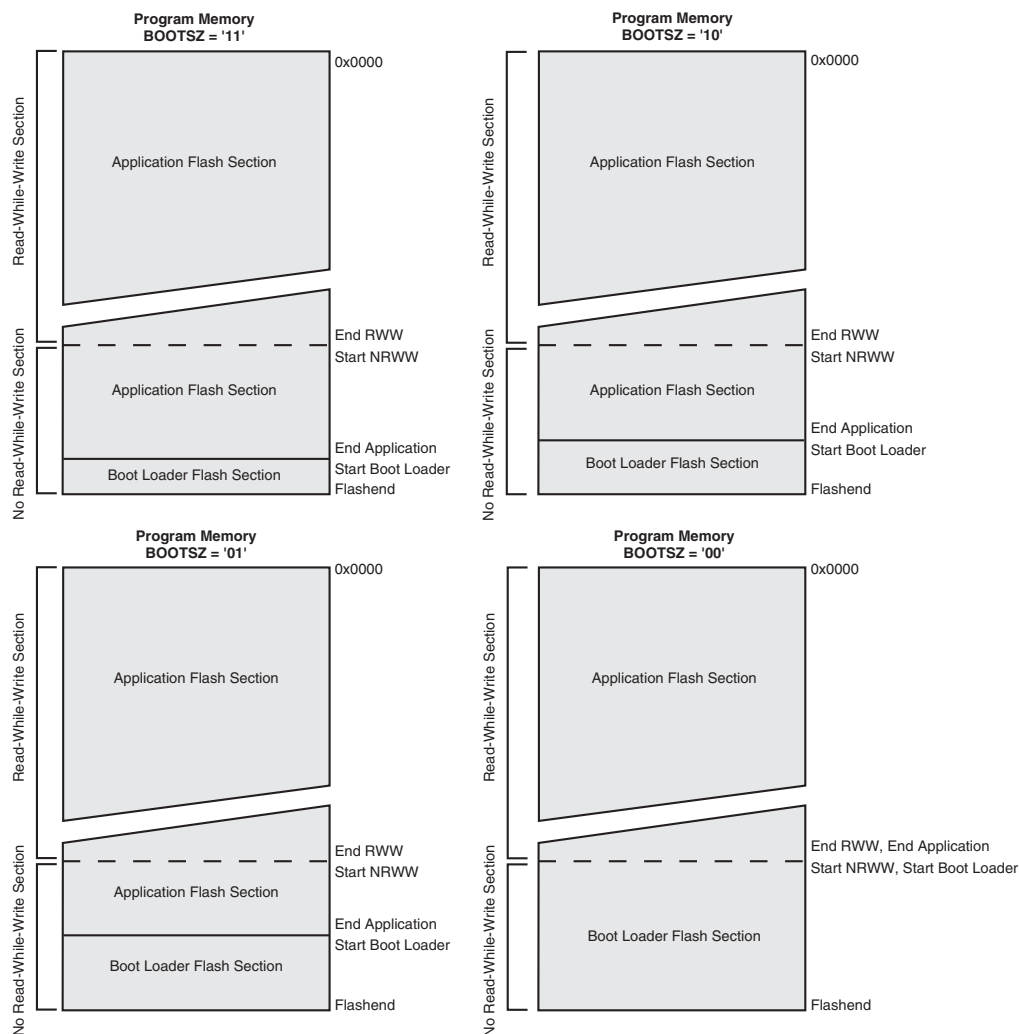 Program Memory
BOOTSZ = '11'
0x0000
Read-While-Write Section
Application Flash Section
End RWW
Start NRWW
No Read-While-Write Section
Application Flash Section
End Application
Start Boot Loader
Boot Loader Flash Section
Flashend
Program Memory
BOOTSZ = '10'
0x0000
Read-While-Write Section
Application Flash Section
End RWW
Start NRWW
No Read-While-Write Section
Application Flash Section
End Application
Start Boot Loader
Boot Loader Flash Section
Flashend
Program Memory
BOOTSZ = '01'
0x0000
Read-While-Write Section
Application Flash Section
End RWW
Start NRWW
No Read-While-Write Section
Application Flash Section
End Application
Start Boot Loader
Boot Loader Flash Section
Flashend
Program Memory
BOOTSZ = '00'
0x0000
Read-While-Write Section
Application Flash Section
End RWW, End Application
Start NRWW, Start Boot Loader
No Read-While-Write Section
Boot Loader Flash Section
Flashend